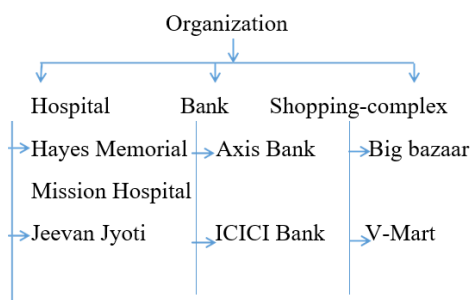 Organization
Hospital Bank Shopping-complex
Hayes Memorial Axis Bank Big bazaar
Mission Hospital
Jeevan Jyoti ICICI Bank V-Mart